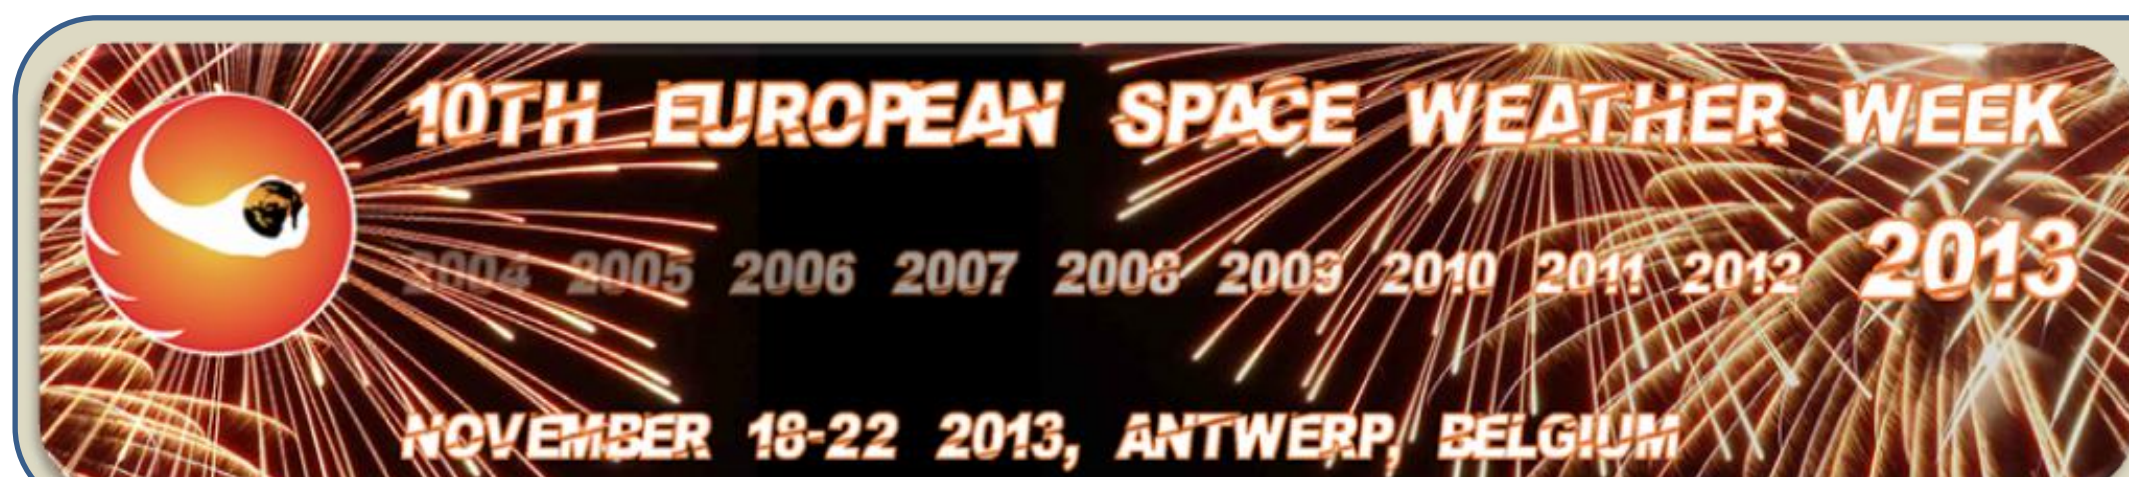 10TH EUROPEAN SPACE WEATHER WEEK
2004 2005 2006 2007 2008 2009 2010 2011 2012 2013
NOVEMBER 18-22 2013, ANTWERP, BELGIUM